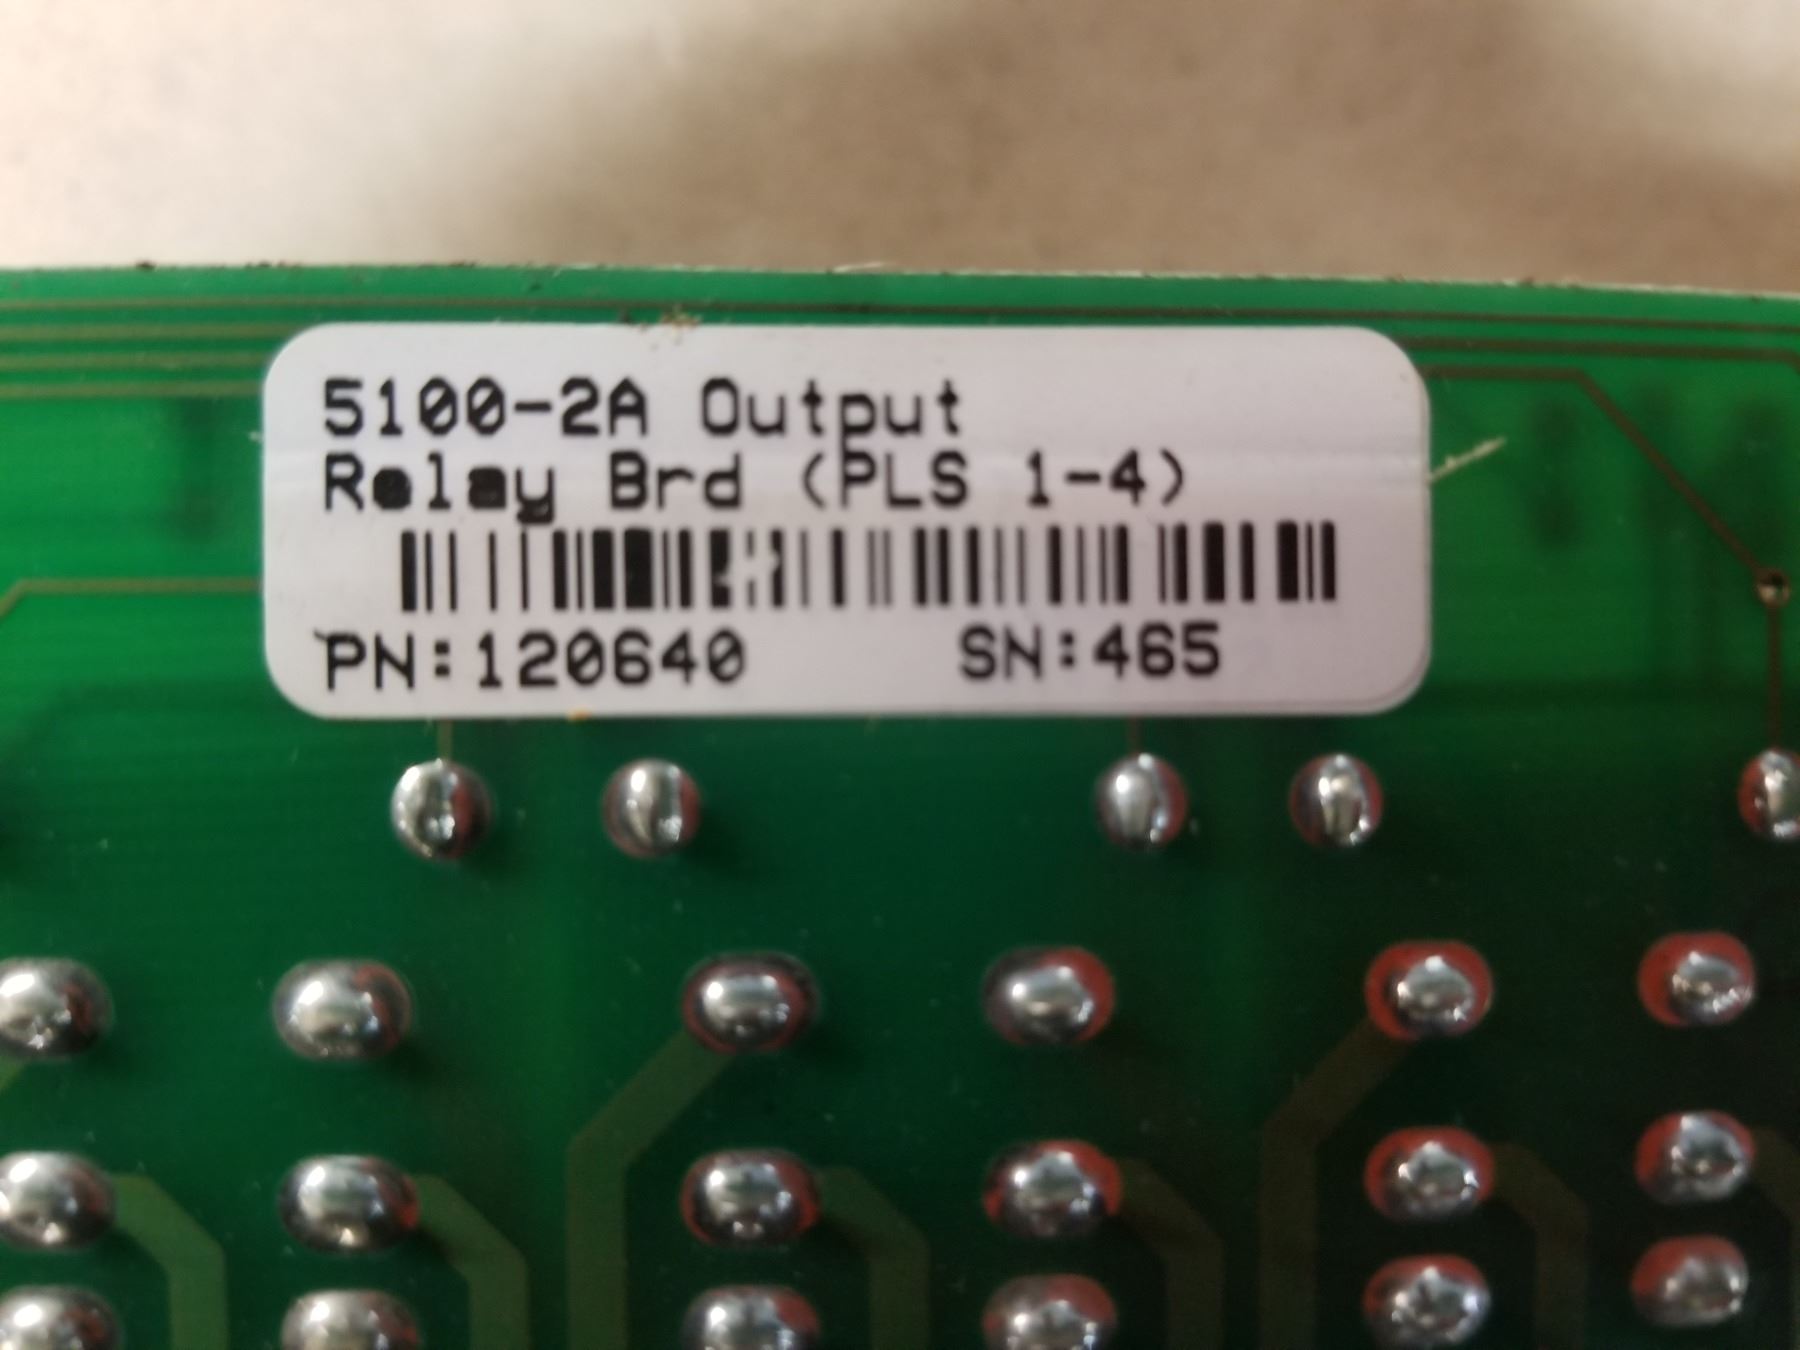 5100-2A Output
Relay Brd (PLS 1-4)
PN:120640 SN:465